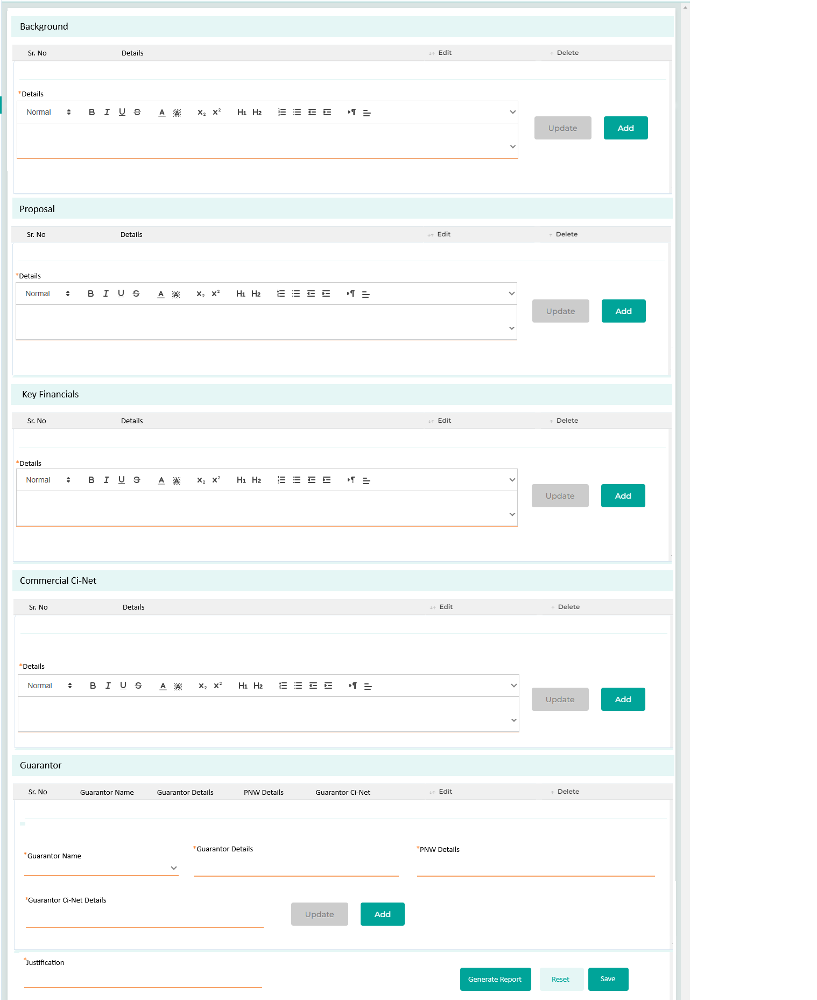 Background
Sr. No Details Edit Delete
*Details
Normal B I U S A A X₂ X² H1 H2
Update Add
Proposal
Sr. No Details Edit Delete
*Details
Normal B I U S A A X₂ X² H1 H2
Update Add
Key Financials
Sr. No Details Edit Delete
*Details
Normal B I U S A A X₂ X² H1 H2
Update Add
Commercial Ci-Net
Sr. No Details Edit Delete
*Details
Normal B I U S A A X₂ X² H1 H2
Update Add
Guarantor
Sr. No Guarantor Name Guarantor Details PNW Details Guarantor Ci-Net Edit Delete
*Guarantor Name *Guarantor Details *PNW Details
*Guarantor Ci-Net Details
Update Add
*Justification
Generate Report Reset Save